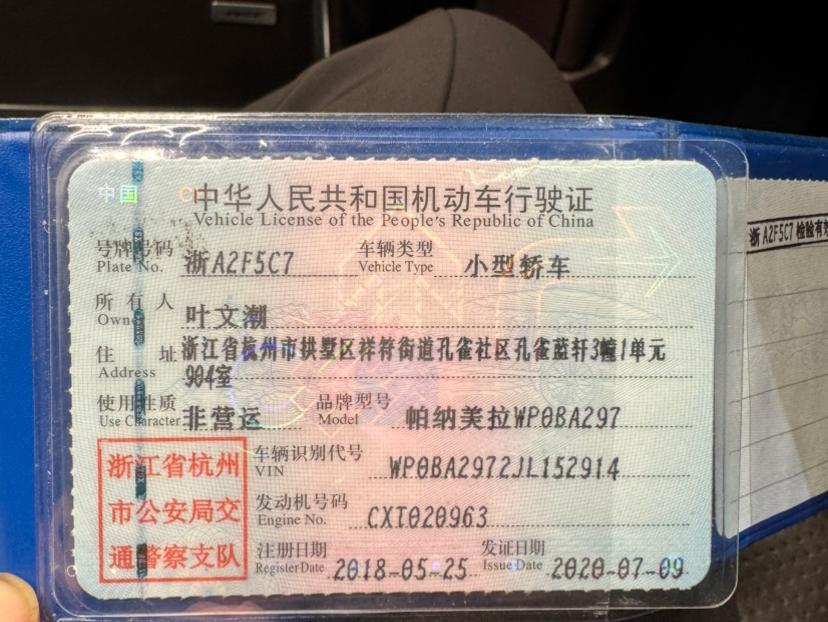 中国
中华人民共和国机动车行驶证
Vehicle License of the People's Republic of China
号牌号码 浙A2F5C7 车辆类型 小型轿车
Plate No. Vehicle Type
所有人 叶文潮
Owner
住址 浙江省杭州市拱墅区祥符街道孔雀社区孔雀蓝轩3幢1单元
Address 904室
使用性质 非营运 品牌型号 帕纳美拉WP0BA297
Use Character Model
浙江省杭州
市公安局交
通警察支队
车辆识别代号 WP0BA2972JL152914
VIN
发动机号码 CXT020963
Engine No.
注册日期 2018-05-25 发证日期 2020-07-09
Register Date Issue Date
浙A2F5C7 检验有效